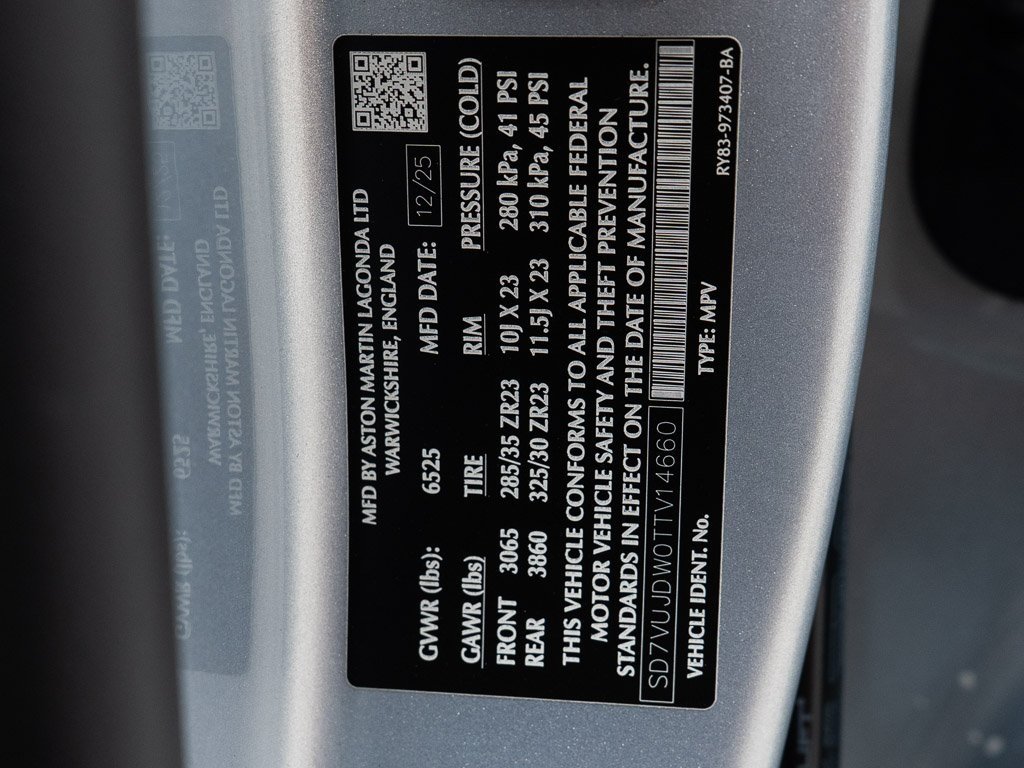 MFD BY ASTON MARTIN LAGONDA LTD
WARWICKSHIRE, ENGLAND
GVWR (lbs): 6525 MFD DATE: 12/25
GAWR (lbs) TIRE RIM PRESSURE (COLD)
FRONT 3065 285/35 ZR23 10J X 23 280 kPa, 41 PSI
REAR 3860 325/30 ZR23 11.5J X 23 310 kPa, 45 PSI
THIS VEHICLE CONFORMS TO ALL APPLICABLE FEDERAL
MOTOR VEHICLE SAFETY AND THEFT PREVENTION
STANDARDS IN EFFECT ON THE DATE OF MANUFACTURE.
SD7VUJDW0TTV14660
VEHICLE IDENT. No. TYPE: MPV RY83-973407-BA